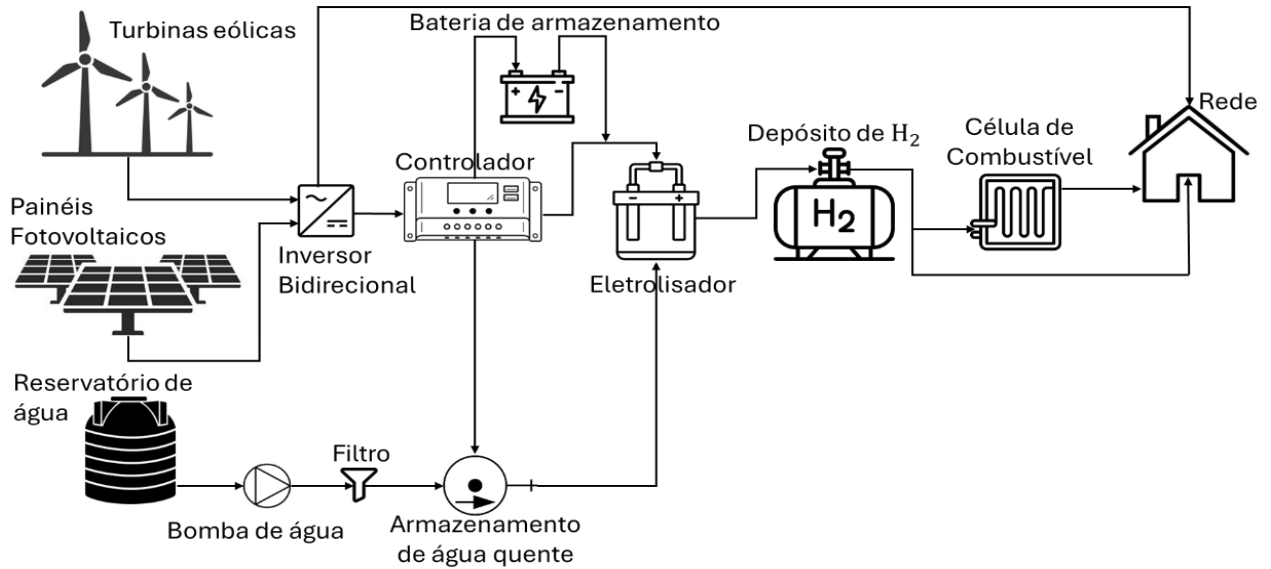 Turbinas eólicas
Bateria de armazenamento
Rede
Depósito de H₂
Célula de
Combustível
Controlador
Painéis
Fotovoltaicos
+ −
− +
H₂
Inversor
Bidirecional
Eletrolisador
Reservatório de
água
Filtro
Bomba de água
Armazenamento
de água quente